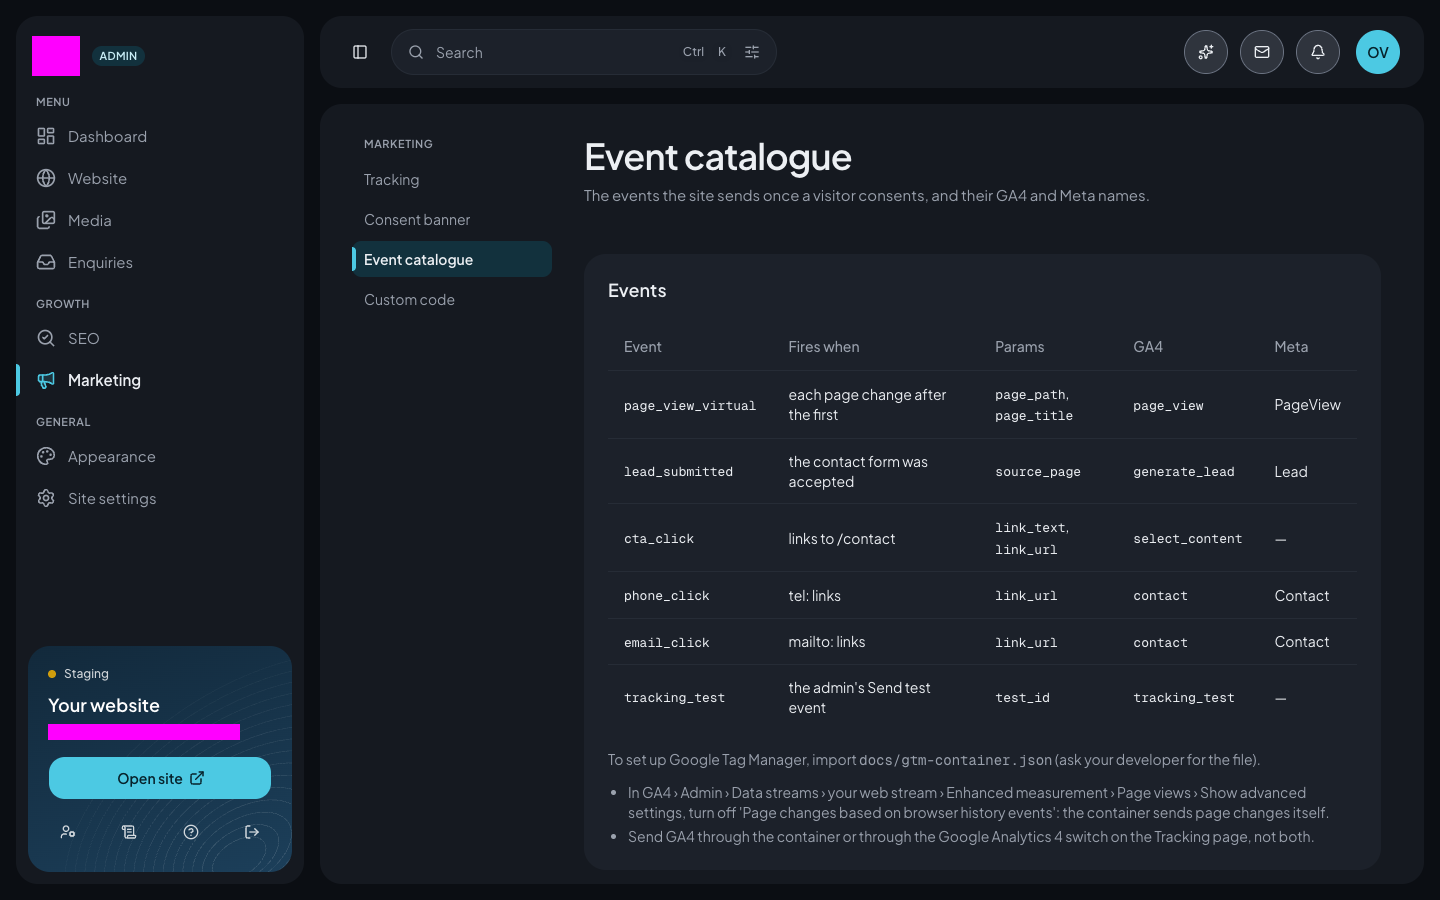 ADMIN
MENU
Dashboard
Website
Media
Enquiries
GROWTH
SEO
Marketing
GENERAL
Appearance
Site settings
Staging
Your website
Open site
Search
Ctrl K
OV
MARKETING
Tracking
Consent banner
Event catalogue
Custom code
Event catalogue
The events the site sends once a visitor consents, and their GA4 and Meta names.
Events
Event Fires when Params GA4 Meta
page_view_virtual each page change after the first page_path, page_title page_view PageView
lead_submitted the contact form was accepted source_page generate_lead Lead
cta_click links to /contact link_text, link_url select_content —
phone_click tel: links link_url contact Contact
email_click mailto: links link_url contact Contact
tracking_test the admin's Send test event test_id tracking_test —
To set up Google Tag Manager, import docs/gtm-container.json (ask your developer for the file).
• In GA4 › Admin › Data streams › your web stream › Enhanced measurement › Page views › Show advanced
settings, turn off 'Page changes based on browser history events': the container sends page changes itself.
• Send GA4 through the container or through the Google Analytics 4 switch on the Tracking page, not both.